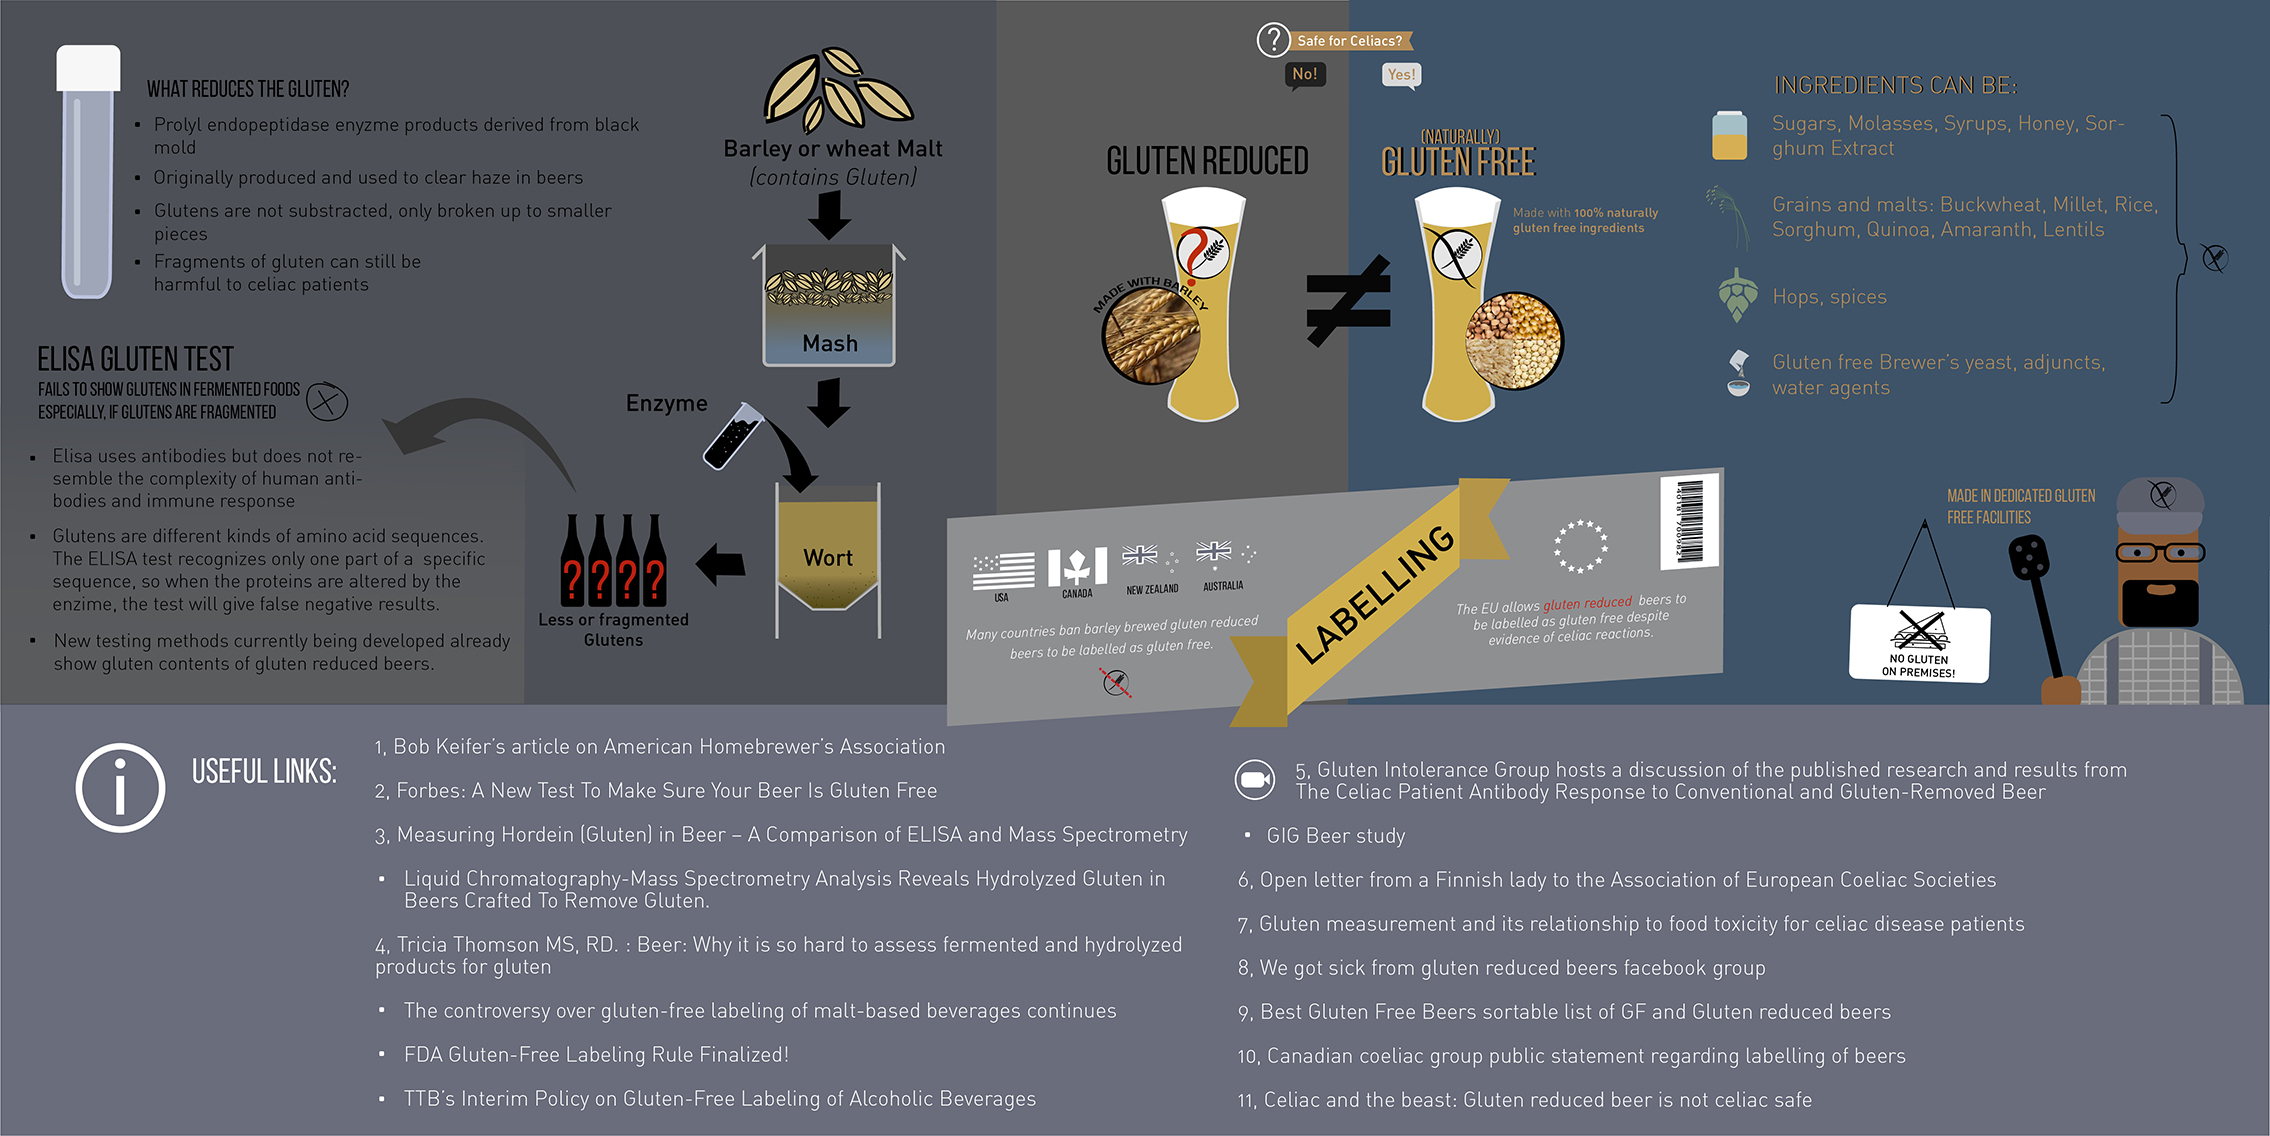 WHAT REDUCES THE GLUTEN?
▪ Prolyl endopeptidase enyzme products derived from black
mold
▪ Originally produced and used to clear haze in beers
▪ Glutens are not substracted, only broken up to smaller
pieces
▪ Fragments of gluten can still be
harmful to celiac patients
ELISA GLUTEN TEST
FAILS TO SHOW GLUTENS IN FERMENTED FOODS
ESPECIALLY, IF GLUTENS ARE FRAGMENTED
▪ Elisa uses antibodies but does not re-
semble the complexity of human anti-
bodies and immune response
▪ Glutens are different kinds of amino acid sequences.
The ELISA test recognizes only one part of a specific
sequence, so when the proteins are altered by the
enzime, the test will give false negative results.
▪ New testing methods currently being developed already
show gluten contents of gluten reduced beers.
Barley or wheat Malt
(contains Gluten)
Mash
Enzyme
Wort
? ? ? ?
Less or fragmented
Glutens
? Safe for Celiacs?
No!
Yes!
GLUTEN REDUCED
?
MADE WITH BARLEY
≠
(NATURALLY)
GLUTEN FREE
Made with 100% naturally
gluten free ingredients
INGREDIENTS CAN BE:
Sugars, Molasses, Syrups, Honey, Sor-
ghum Extract
Grains and malts: Buckwheat, Millet, Rice,
Sorghum, Quinoa, Amaranth, Lentils
Hops, spices
Gluten free Brewer's yeast, adjuncts,
water agents
MADE IN DEDICATED GLUTEN
FREE FACILITIES
NO GLUTEN
ON PREMISES!
USA
CANADA
NEW ZEALAND
AUSTRALIA
Many countries ban barley brewed gluten reduced
beers to be labelled as gluten free.
LABELLING
The EU allows gluten reduced beers to
be labelled as gluten free despite
evidence of celiac reactions.
i
USEFUL LINKS:
1, Bob Keifer's article on American Homebrewer's Association
2, Forbes: A New Test To Make Sure Your Beer Is Gluten Free
3, Measuring Hordein (Gluten) in Beer – A Comparison of ELISA and Mass Spectrometry
▪ Liquid Chromatography-Mass Spectrometry Analysis Reveals Hydrolyzed Gluten in
Beers Crafted To Remove Gluten.
4, Tricia Thomson MS, RD. : Beer: Why it is so hard to assess fermented and hydrolyzed
products for gluten
▪ The controversy over gluten-free labeling of malt-based beverages continues
▪ FDA Gluten-Free Labeling Rule Finalized!
▪ TTB's Interim Policy on Gluten-Free Labeling of Alcoholic Beverages
5, Gluten Intolerance Group hosts a discussion of the published research and results from
The Celiac Patient Antibody Response to Conventional and Gluten-Removed Beer
▪ GIG Beer study
6, Open letter from a Finnish lady to the Association of European Coeliac Societies
7, Gluten measurement and its relationship to food toxicity for celiac disease patients
8, We got sick from gluten reduced beers facebook group
9, Best Gluten Free Beers sortable list of GF and Gluten reduced beers
10, Canadian coeliac group public statement regarding labelling of beers
11, Celiac and the beast: Gluten reduced beer is not celiac safe